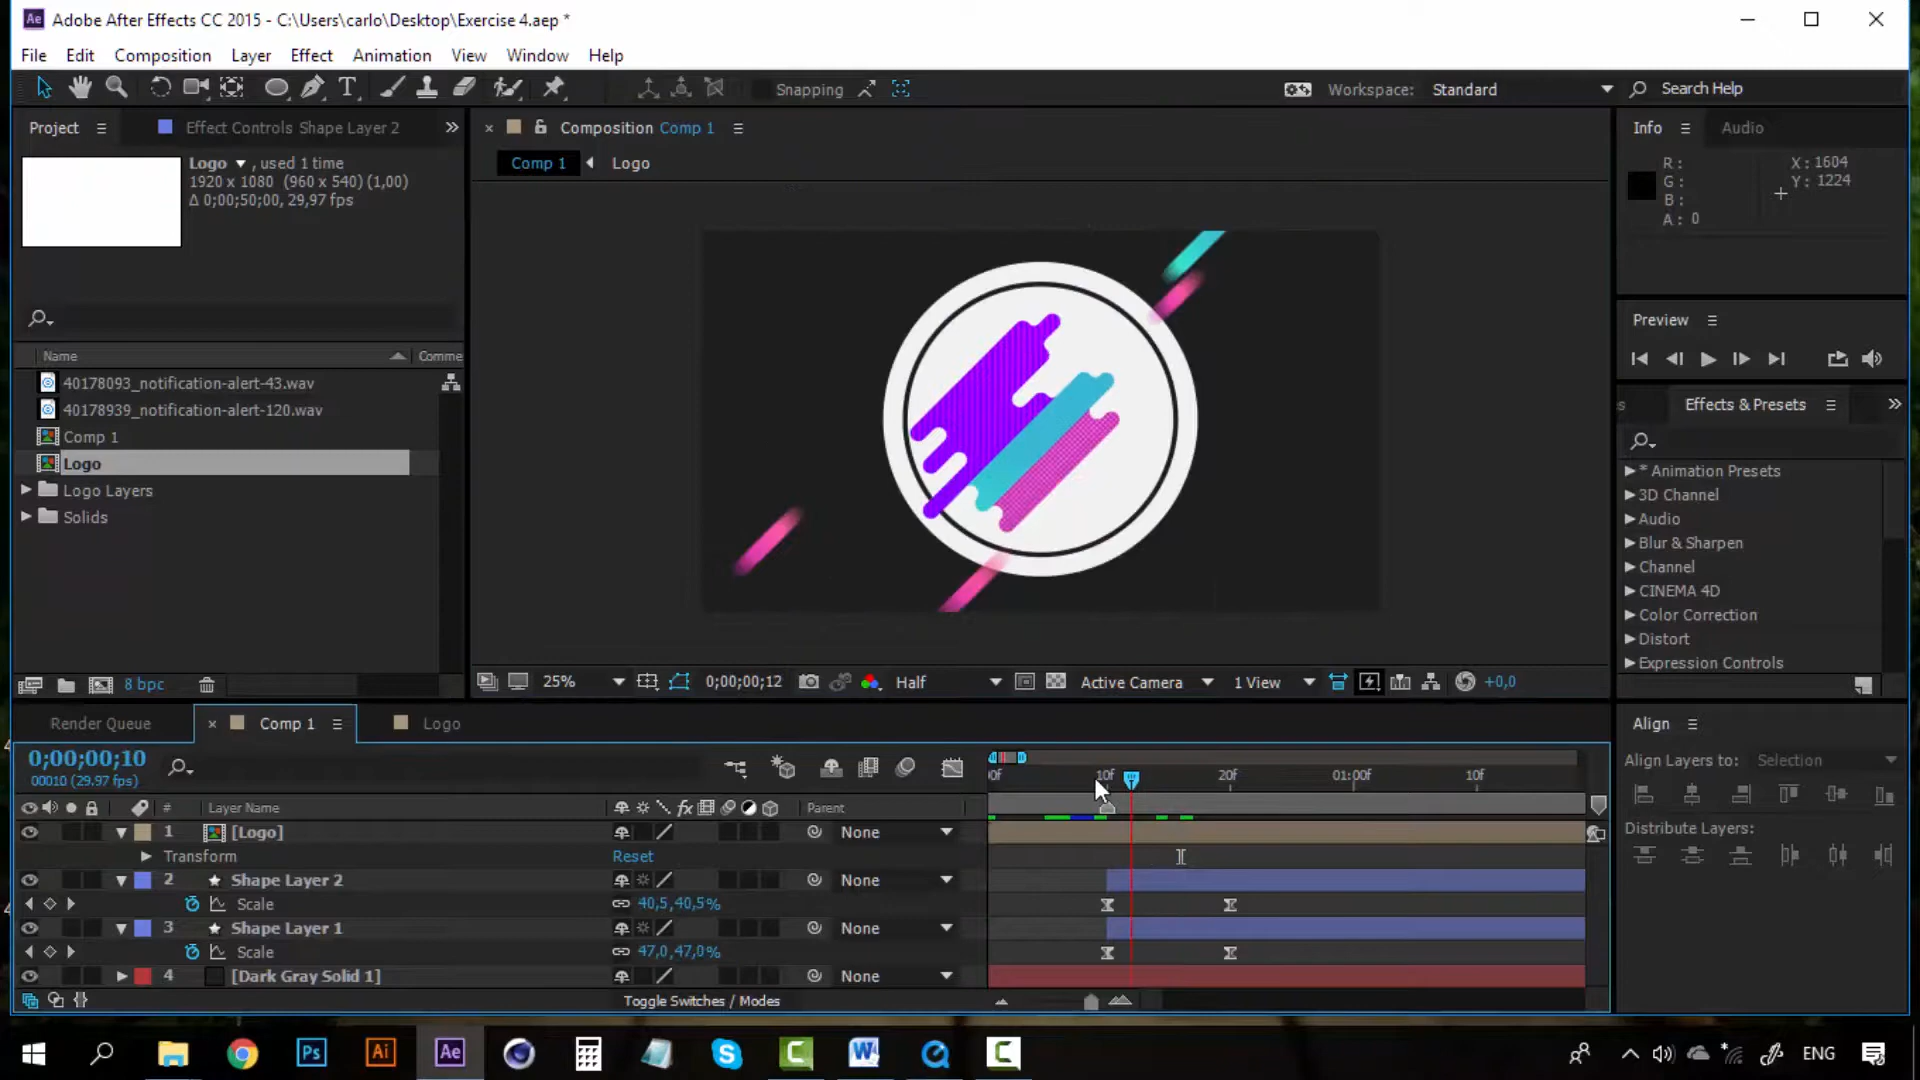 Ae Adobe After Effects CC 2015 - C:\Users\carlo\Desktop\Exercise 4.aep *
File Edit Composition Layer Effect Animation View Window Help
T Snapping Workspace: Standard Search Help
Project Effect Controls Shape Layer 2
Composition Comp 1
Info Audio
Logo , used 1 time
1920 x 1080 (960 x 540) (1,00)
Δ 0;00;50;00, 29,97 fps
Comp 1 Logo
R: X: 1604
G: Y: 1224
B:
A: 0
Preview
Name Comme
40178093_notification-alert-43.wav
40178939_notification-alert-120.wav
Comp 1
Logo
Logo Layers
Solids
s Effects & Presets
* Animation Presets
3D Channel
Audio
Blur & Sharpen
Channel
CINEMA 4D
Color Correction
Distort
Expression Controls
8 bpc
25% 0;00;00;12 Half Active Camera 1 View +0,0
Render Queue Comp 1 Logo
Align
0;00;00;10
00010 (29.97 fps)
00f 10f 20f 01:00f 10f
Align Layers to: Selection
Distribute Layers:
# Layer Name fx Parent
1 [Logo] None
Transform Reset
2 Shape Layer 2 None
Scale 40,5,40,5%
3 Shape Layer 1 None
Scale 47,0,47,0%
4 [Dark Gray Solid 1] None
Toggle Switches / Modes
Ps Ai Ae S C W C ENG